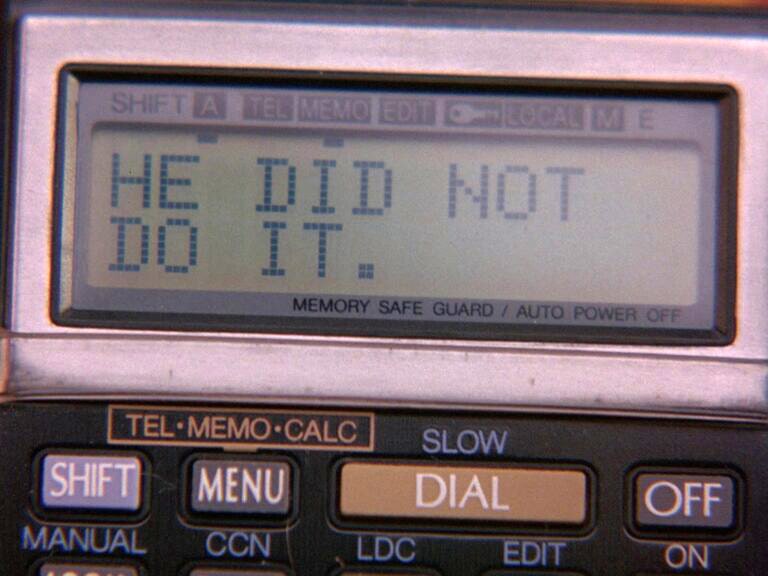 SHIFT A TEL MEMO EDIT LOCAL M E
HE DID NOT
DO IT.
MEMORY SAFE GUARD / AUTO POWER OFF
TEL•MEMO•CALC
SLOW
SHIFT MENU DIAL OFF
MANUAL CCN LDC EDIT ON